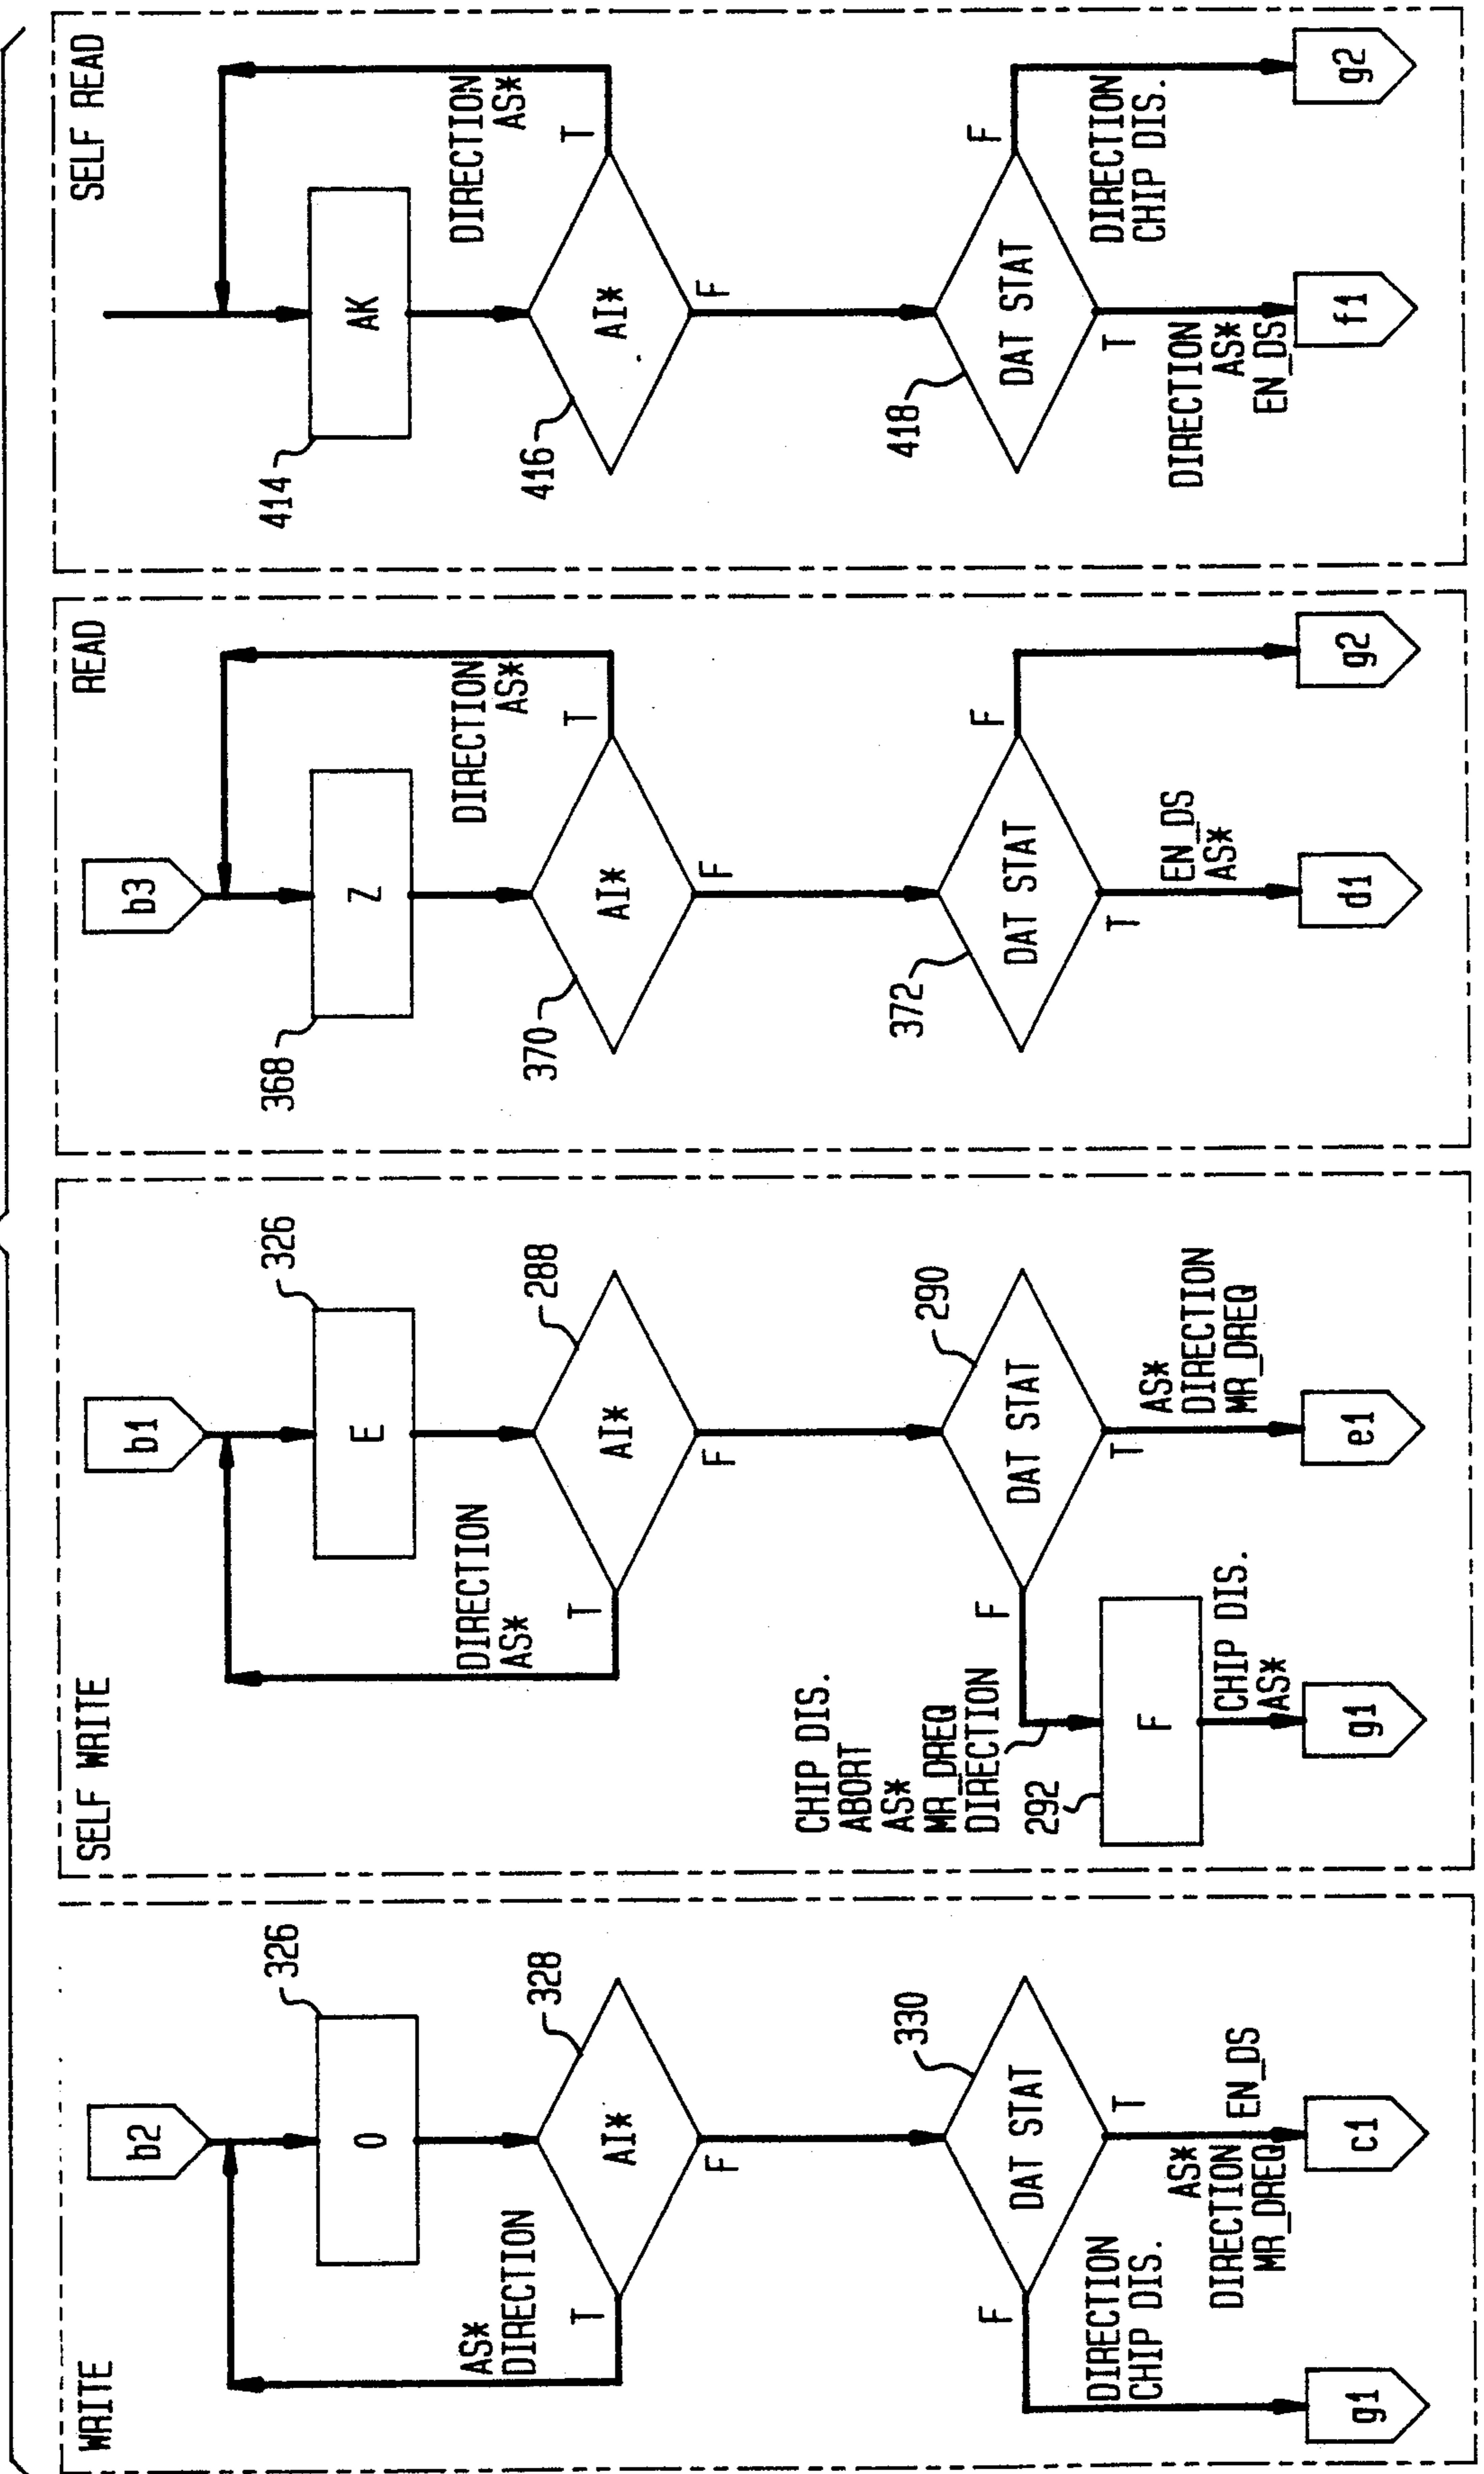 WRITE
b2
326
O
AS*
DIRECTION
T
328
AI*
F
330
DAT STAT
F
DIRECTION
CHIP DIS.
g1
T
AS*
DIRECTION
MR_DREQ
EN_DS
c1
SELF WRITE
b1
326
E
DIRECTION
AS*
T
288
AI*
F
290
DAT STAT
F
CHIP DIS.
ABORT
AS*
MR_DREQ
DIRECTION
292
F
CHIP DIS.
AS*
g1
T
AS*
DIRECTION
MR_DREQ
e1
READ
b3
368
Z
DIRECTION
AS*
T
370
AI*
F
372
DAT STAT
F
g2
T
EN_DS
AS*
d1
SELF READ
414
AK
DIRECTION
AS*
T
416
AI*
F
418
DAT STAT
F
DIRECTION
CHIP DIS.
g2
T
DIRECTION
AS*
EN_DS
f1